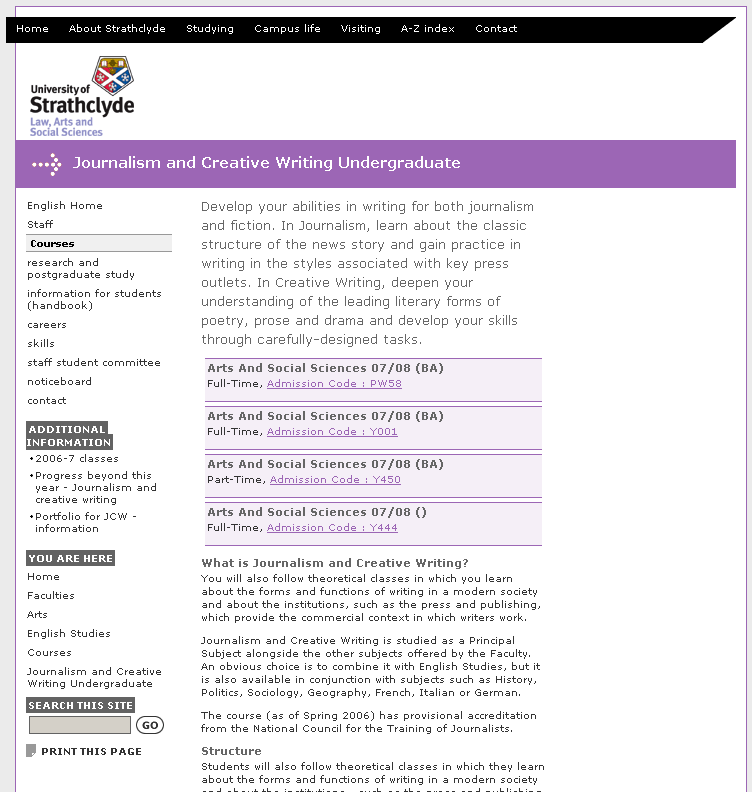 Home About Strathclyde Studying Campus life Visiting A-Z index Contact
University of
Strathclyde
Law, Arts and
Social Sciences
Journalism and Creative Writing Undergraduate
English Home
Staff
Courses
research and
postgraduate study
information for students
(handbook)
careers
skills
staff student committee
noticeboard
contact
ADDITIONAL
INFORMATION
•2006-7 classes
•Progress beyond this
year - Journalism and
creative writing
•Portfolio for JCW -
information
YOU ARE HERE
Home
Faculties
Arts
English Studies
Courses
Journalism and Creative
Writing Undergraduate
SEARCH THIS SITE
GO
PRINT THIS PAGE
Develop your abilities in writing for both journalism
and fiction. In Journalism, learn about the classic
structure of the news story and gain practice in
writing in the styles associated with key press
outlets. In Creative Writing, deepen your
understanding of the leading literary forms of
poetry, prose and drama and develop your skills
through carefully-designed tasks.
Arts And Social Sciences 07/08 (BA)
Full-Time, Admission Code : PW58
Arts And Social Sciences 07/08 (BA)
Full-Time, Admission Code : Y001
Arts And Social Sciences 07/08 (BA)
Part-Time, Admission Code : Y450
Arts And Social Sciences 07/08 ()
Full-Time, Admission Code : Y444
What is Journalism and Creative Writing?
You will also follow theoretical classes in which you learn
about the forms and functions of writing in a modern society
and about the institutions, such as the press and publishing,
which provide the commercial context in which writers work.
Journalism and Creative Writing is studied as a Principal
Subject alongside the other subjects offered by the Faculty.
An obvious choice is to combine it with English Studies, but it
is also available in conjunction with subjects such as History,
Politics, Sociology, Geography, French, Italian or German.
The course (as of Spring 2006) has provisional accreditation
from the National Council for the Training of Journalists.
Structure
Students will also follow theoretical classes in which they learn
about the forms and functions of writing in a modern society
and about the institutions - such as the press and publishing